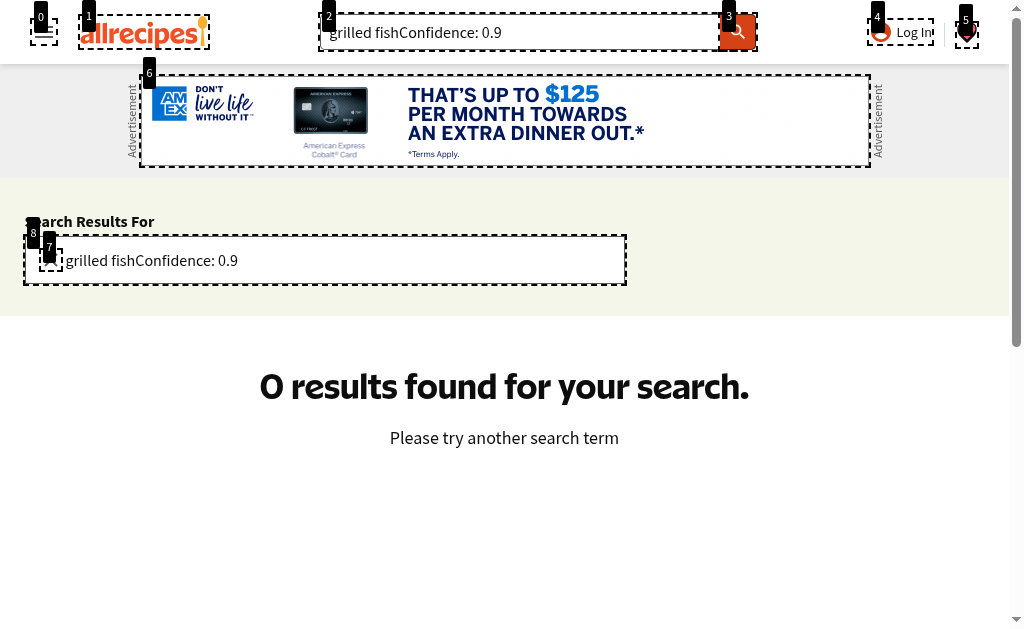 0
1
2
3
4
5
allrecipes
grilled fishConfidence: 0.9
Log In
6
Advertisement
AM EX
DON'T
live life
WITHOUT IT™
AMERICAN EXPRESS
American Express
Cobalt® Card
THAT'S UP TO $125
PER MONTH TOWARDS
AN EXTRA DINNER OUT.*
*Terms Apply.
Advertisement
arch Results For
8
7
grilled fishConfidence: 0.9
0 results found for your search.
Please try another search term